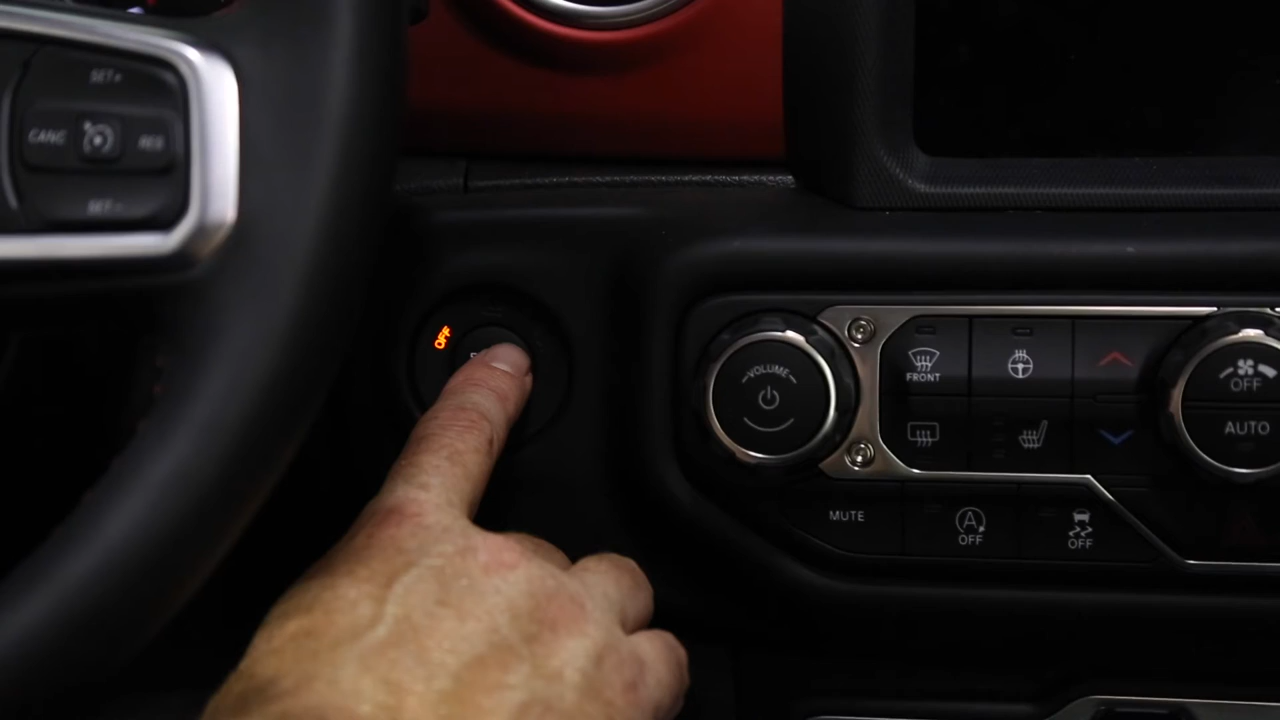 SET+
CANC
RES
SET-
OFF
VOLUME
FRONT
OFF
AUTO
MUTE
A
OFF
OFF